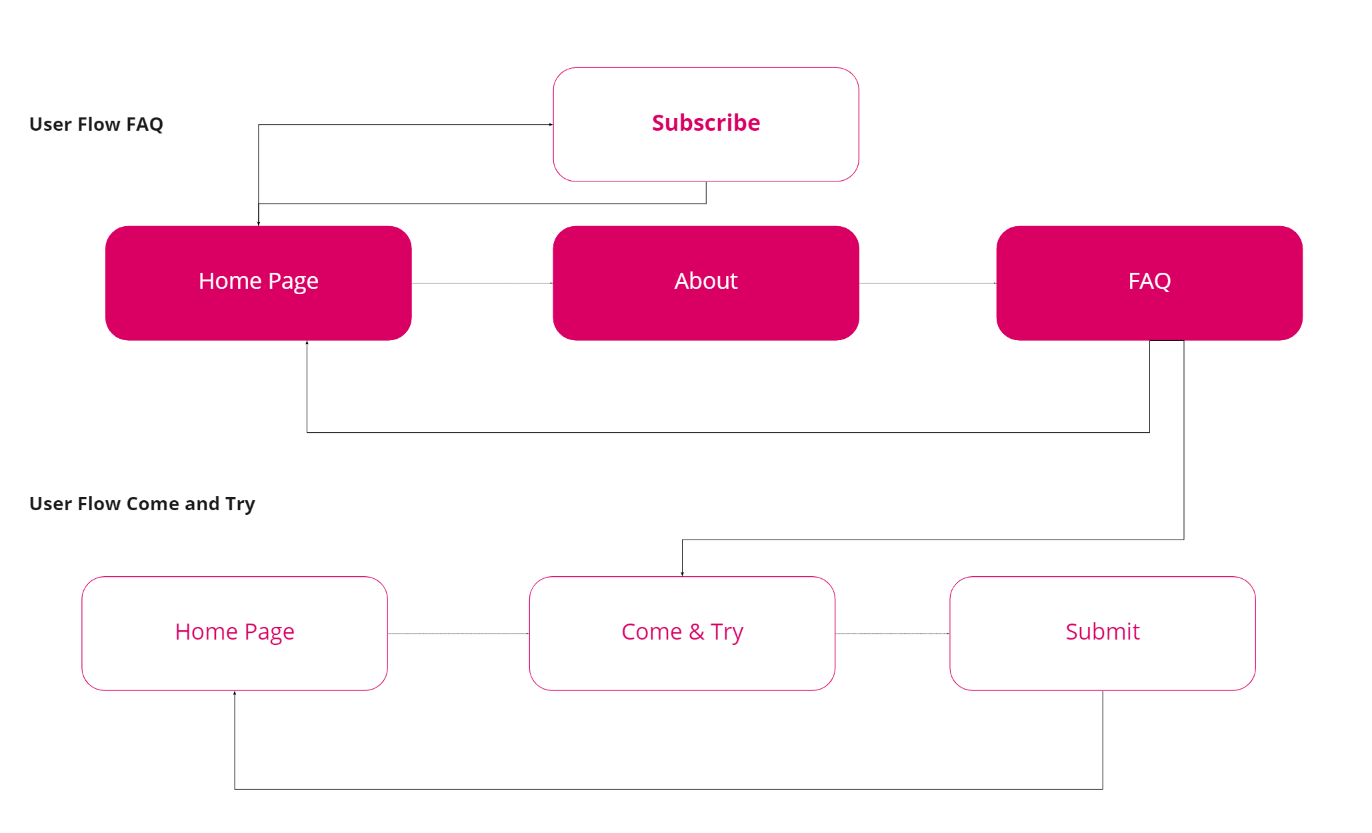 Subscribe
User Flow FAQ
Home Page
About
FAQ
User Flow Come and Try
Home Page
Come & Try
Submit